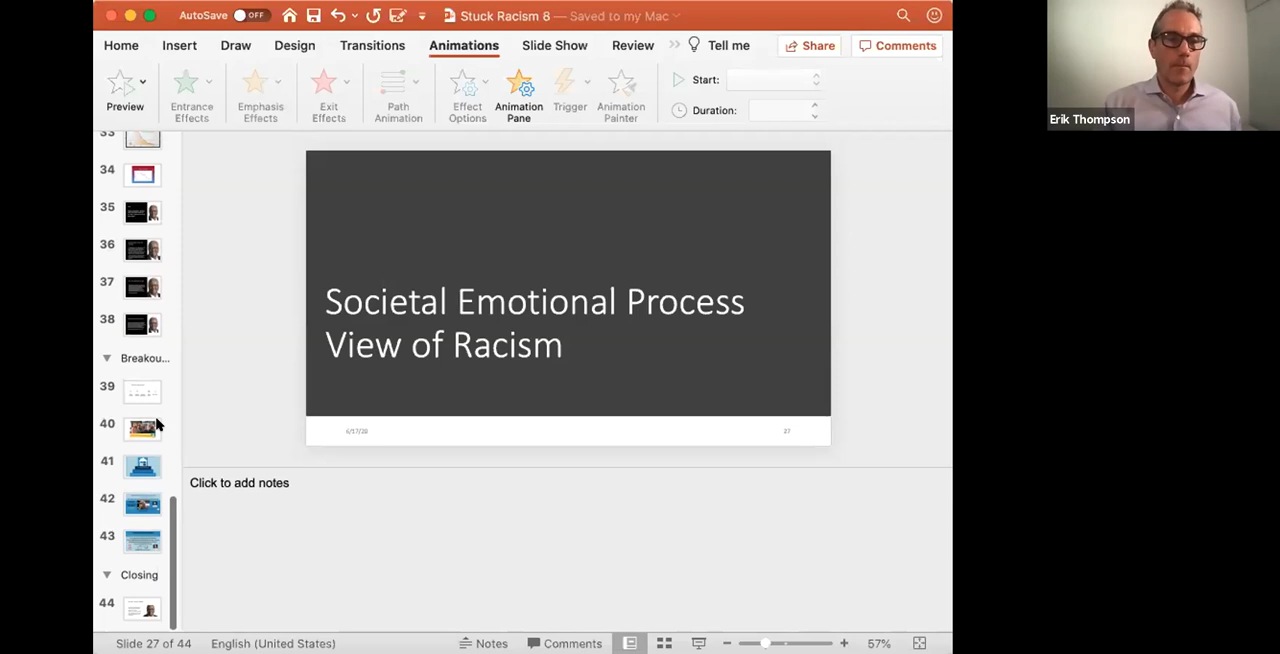 AutoSave OFF Stuck Racism 8 — Saved to my Mac
Home Insert Draw Design Transitions Animations Slide Show Review Tell me Share Comments
Preview
Entrance Effects
Emphasis Effects
Exit Effects
Path Animation
Effect Options
Animation Pane
Trigger
Animation Painter
Start:
Duration:
Erik Thompson
33
34
35
36
37
38
Breakou...
39
40
41
42
43
Closing
44
Societal Emotional Process
View of Racism
6/17/20
27
Click to add notes
Slide 27 of 44 English (United States) Notes Comments 57%